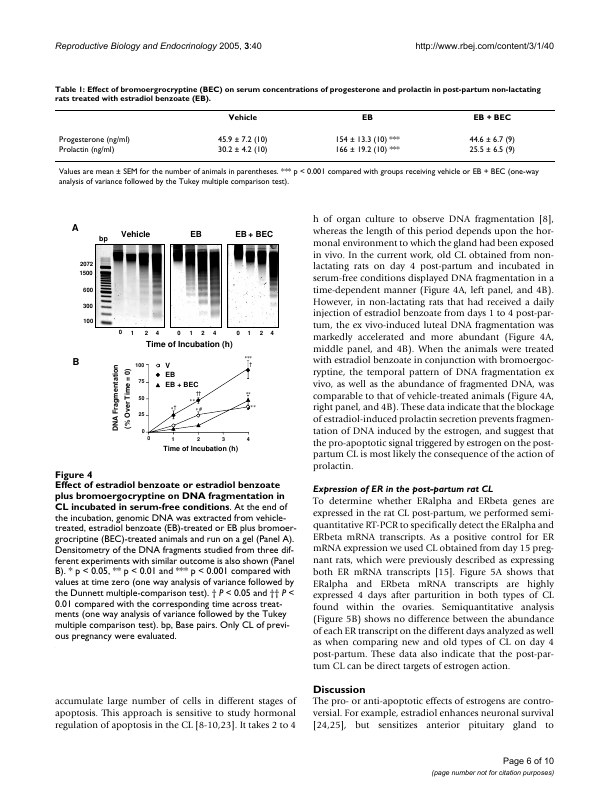 Reproductive Biology and Endocrinology 2005, 3:40
http://www.rbej.com/content/3/1/40
Table 1: Effect of bromoergrocryptine (BEC) on serum concentrations of progesterone and prolactin in post-partum non-lactating
rats treated with estradiol benzoate (EB).
Vehicle EB EB + BEC
Progesterone (ng/ml) 45.9 ± 7.2 (10) 154 ± 13.3 (10) *** 44.6 ± 6.7 (9)
Prolactin (ng/ml) 30.2 ± 4.2 (10) 166 ± 19.2 (10) *** 25.5 ± 6.5 (9)
Values are mean ± SEM for the number of animals in parentheses. *** p < 0.001 compared with groups receiving vehicle or EB + BEC (one-way
analysis of variance followed by the Tukey multiple comparison test).
A
bp Vehicle EB EB + BEC
2072
1500
600
300
100
0 1 2 4 0 1 2 4 0 1 2 4
Time of Incubation (h)
B
DNA Fragmentation
(% Over Time = 0)
100
75
50
25
0
V
EB
EB + BEC
0 1 2 3 4
Time of Incubation (h)
Figure 4
Effect of estradiol benzoate or estradiol benzoate
plus bromoergocryptine on DNA fragmentation in
CL incubated in serum-free conditions. At the end of
the incubation, genomic DNA was extracted from vehicle-
treated, estradiol benzoate (EB)-treated or EB plus bromoer-
grocriptine (BEC)-treated animals and run on a gel (Panel A).
Densitometry of the DNA fragments studied from three dif-
ferent experiments with similar outcome is also shown (Panel
B). * p < 0.05, ** p < 0.01 and *** p < 0.001 compared with
values at time zero (one way analysis of variance followed by
the Dunnett multiple-comparison test). † P < 0.05 and †† P <
0.01 compared with the corresponding time across treat-
ments (one way analysis of variance followed by the Tukey
multiple comparison test). bp, Base pairs. Only CL of previ-
ous pregnancy were evaluated.
accumulate large number of cells in different stages of
apoptosis. This approach is sensitive to study hormonal
regulation of apoptosis in the CL [8-10,23]. It takes 2 to 4
h of organ culture to observe DNA fragmentation [8],
whereas the length of this period depends upon the hor-
monal environment to which the gland had been exposed
in vivo. In the current work, old CL obtained from non-
lactating rats on day 4 post-partum and incubated in
serum-free conditions displayed DNA fragmentation in a
time-dependent manner (Figure 4A, left panel, and 4B).
However, in non-lactating rats that had received a daily
injection of estradiol benzoate from days 1 to 4 post-par-
tum, the ex vivo-induced luteal DNA fragmentation was
markedly accelerated and more abundant (Figure 4A,
middle panel, and 4B). When the animals were treated
with estradiol benzoate in conjunction with bromoergoc-
ryptine, the temporal pattern of DNA fragmentation ex
vivo, as well as the abundance of fragmented DNA, was
comparable to that of vehicle-treated animals (Figure 4A,
right panel, and 4B). These data indicate that the blockage
of estradiol-induced prolactin secretion prevents fragmen-
tation of DNA induced by the estrogen, and suggest that
the pro-apoptotic signal triggered by estrogen on the post-
partum CL is most likely the consequence of the action of
prolactin.
Expression of ER in the post-partum rat CL
To determine whether ERalpha and ERbeta genes are
expressed in the rat CL post-partum, we performed semi-
quantitative RT-PCR to specifically detect the ERalpha and
ERbeta mRNA transcripts. As a positive control for ER
mRNA expression we used CL obtained from day 15 preg-
nant rats, which were previously described as expressing
both ER mRNA transcripts [15]. Figure 5A shows that
ERalpha and ERbeta mRNA transcripts are highly
expressed 4 days after parturition in both types of CL
found within the ovaries. Semiquantitative analysis
(Figure 5B) shows no difference between the abundance
of each ER transcript on the different days analyzed as well
as when comparing new and old types of CL on day 4
post-partum. These data also indicate that the post-par-
tum CL can be direct targets of estrogen action.
Discussion
The pro- or anti-apoptotic effects of estrogens are contro-
versial. For example, estradiol enhances neuronal survival
[24,25], but sensitizes anterior pituitary gland to
Page 6 of 10
(page number not for citation purposes)